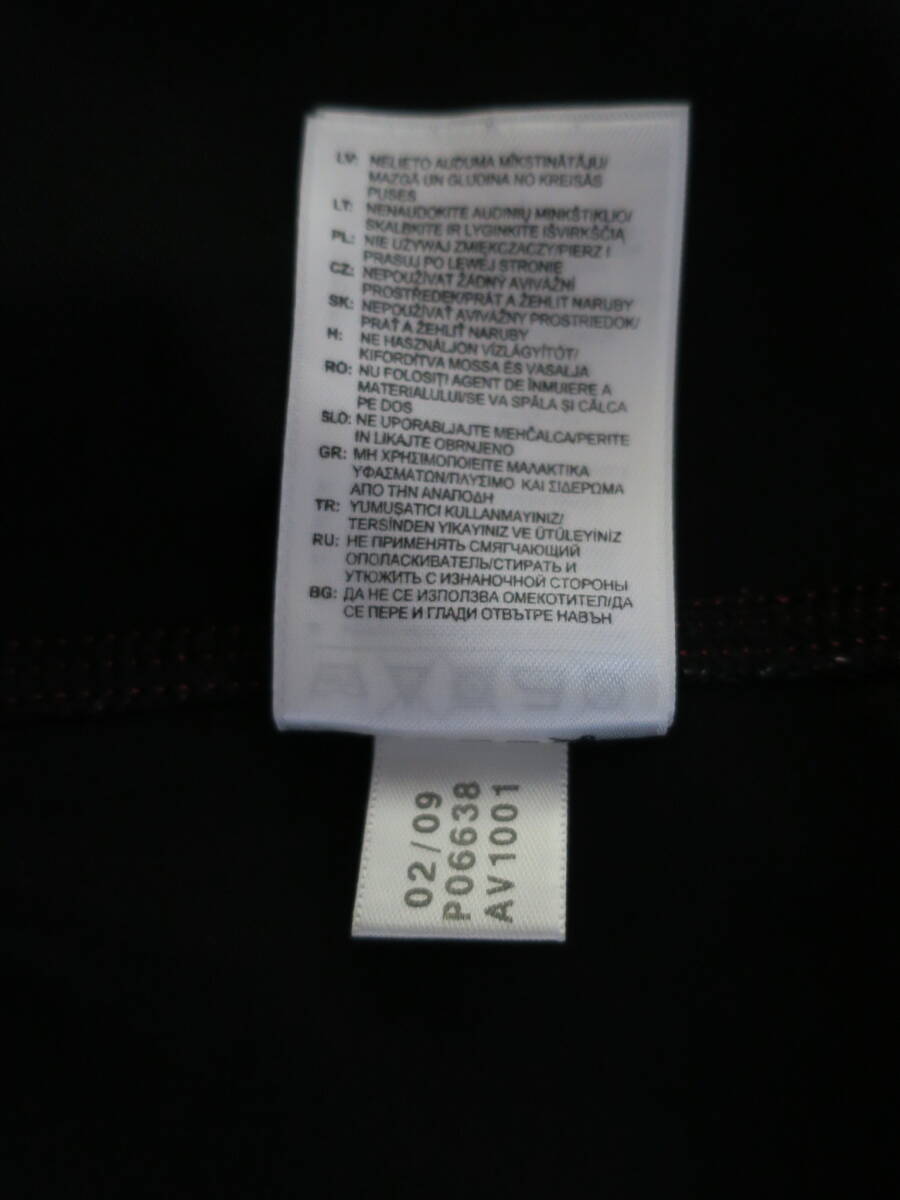 LV: NELIETO AUDUMA MĪKSTINĀTĀJU/
MAZGĀ UN GLUDINA NO KREISĀS
PUSES
LT: NENAUDOKITE AUDINIŲ MINKŠTIKLIO/
SKALBKITE IR LYGINKITE IŠVIRKŠČIĄ
PL: NIE UŻYWAJ ZMIĘKCZACZY/PIERZ I
PRASUJ PO LEWEJ STRONIE
CZ: NEPOUŽÍVAT ŽÁDNÝ AVIVÁŽNÍ
PROSTŘEDEK/PRÁT A ŽEHLIT NARUBY
SK: NEPOUŽÍVAŤ AVIVÁŽNY PROSTRIEDOK/
PRAŤ A ŽEHLIŤ NARUBY
H: NE HASZNÁLJON VÍZLÁGYÍTÓT/
KIFORDÍTVA MOSSA ÉS VASALJA
RO: NU FOLOSIȚI AGENT DE ÎNMUIERE A
MATERIALULUI/SE VA SPĂLA ȘI CĂLCA
PE DOS
SLO: NE UPORABLJAJTE MEHČALCA/PERITE
IN LIKAJTE OBRNJENO
GR: ΜΗ ΧΡΗΣΙΜΟΠΟΙΕΙΤΕ ΜΑΛΑΚΤΙΚΑ
ΥΦΑΣΜΑΤΩΝ/ΠΛΥΣΙΜΟ ΚΑΙ ΣΙΔΕΡΩΜΑ
ΑΠΟ ΤΗΝ ΑΝΑΠΟΔΗ
TR: YUMUŞATICI KULLANMAYINIZ/
TERSİNDEN YIKAYINIZ VE ÜTÜLEYİNİZ
RU: НЕ ПРИМЕНЯТЬ СМЯГЧАЮЩИЙ
ОПОЛАСКИВАТЕЛЬ/СТИРАТЬ И
УТЮЖИТЬ С ИЗНАНОЧНОЙ СТОРОНЫ
BG: ДА НЕ СЕ ИЗПОЛЗВА ОМЕКОТИТЕЛ/ДА
СЕ ПЕРЕ И ГЛАДИ ОТВЪТРЕ НАВЪН
02/09
P06638
AV1001